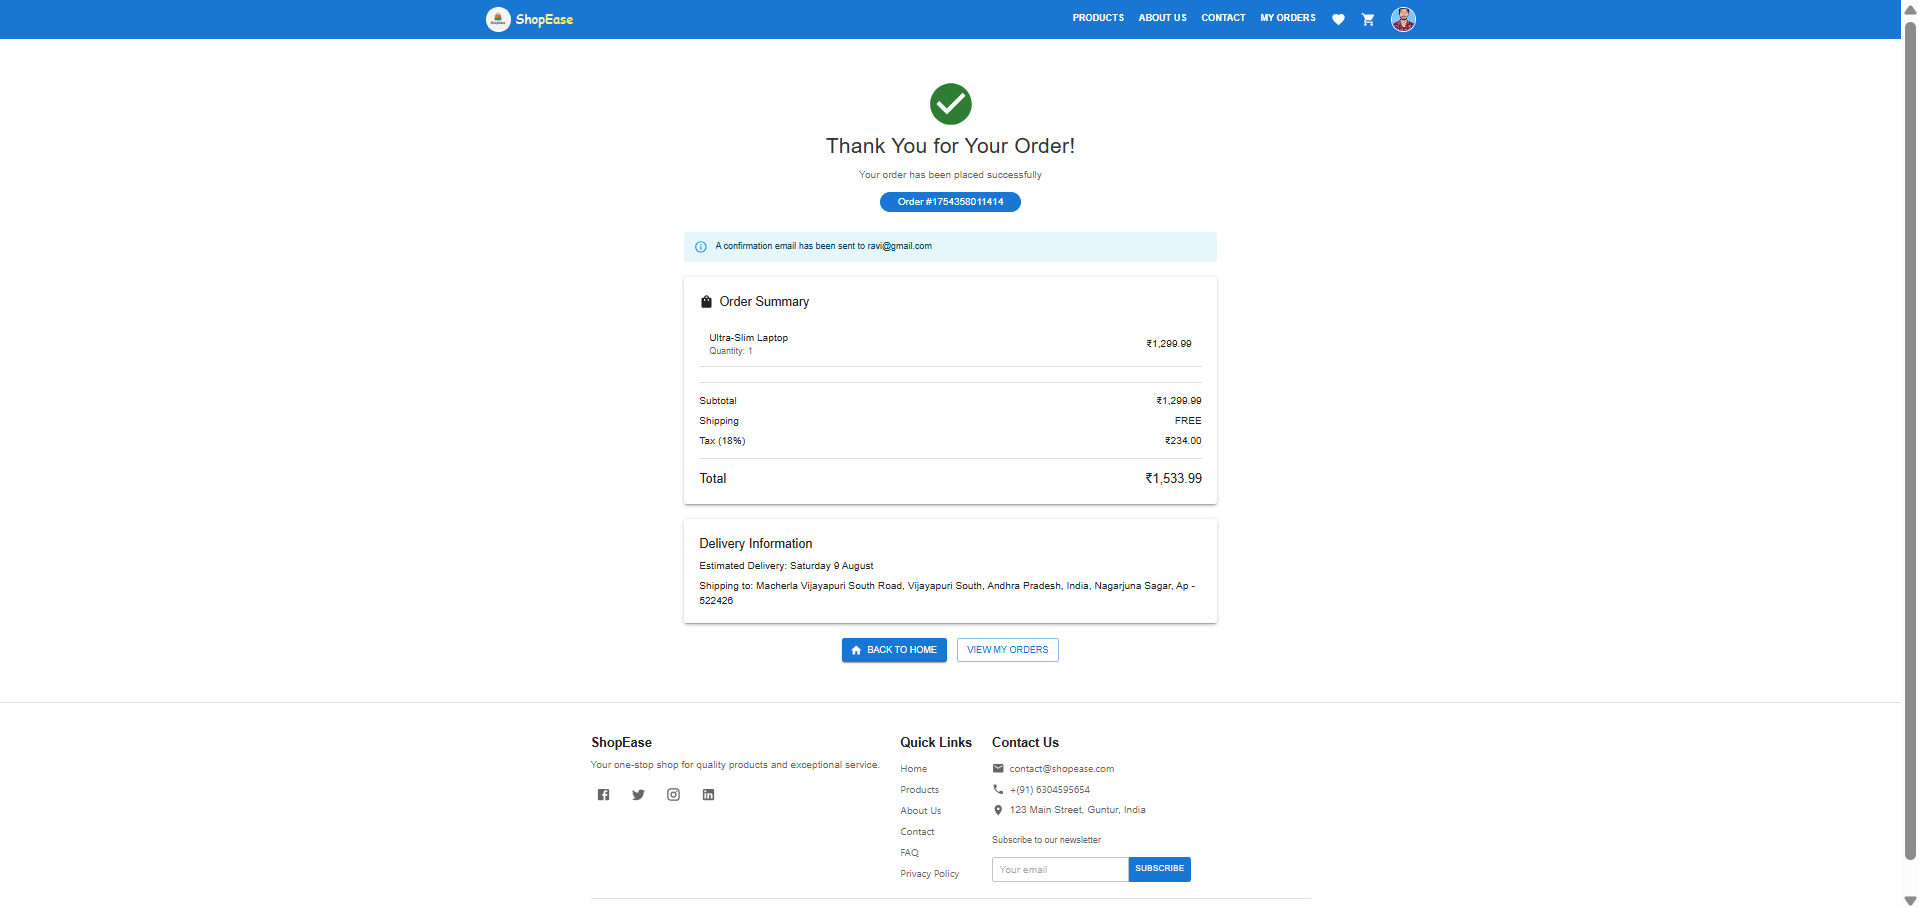 ShopEase
PRODUCTS ABOUT US CONTACT MY ORDERS
Thank You for Your Order!
Your order has been placed successfully
Order #1754358011414
A confirmation email has been sent to ravi@gmail.com
Order Summary
Ultra-Slim Laptop
Quantity: 1
₹1,299.99
Subtotal ₹1,299.99
Shipping FREE
Tax (18%) ₹234.00
Total ₹1,533.99
Delivery Information
Estimated Delivery: Saturday 9 August
Shipping to: Macherla Vijayapuri South Road, Vijayapuri South, Andhra Pradesh, India, Nagarjuna Sagar, Ap -
522426
BACK TO HOME VIEW MY ORDERS
ShopEase
Your one-stop shop for quality products and exceptional service.
Quick Links
Home
Products
About Us
Contact
FAQ
Privacy Policy
Contact Us
contact@shopease.com
+(91) 6304595654
123 Main Street, Guntur, India
Subscribe to our newsletter
Your email SUBSCRIBE